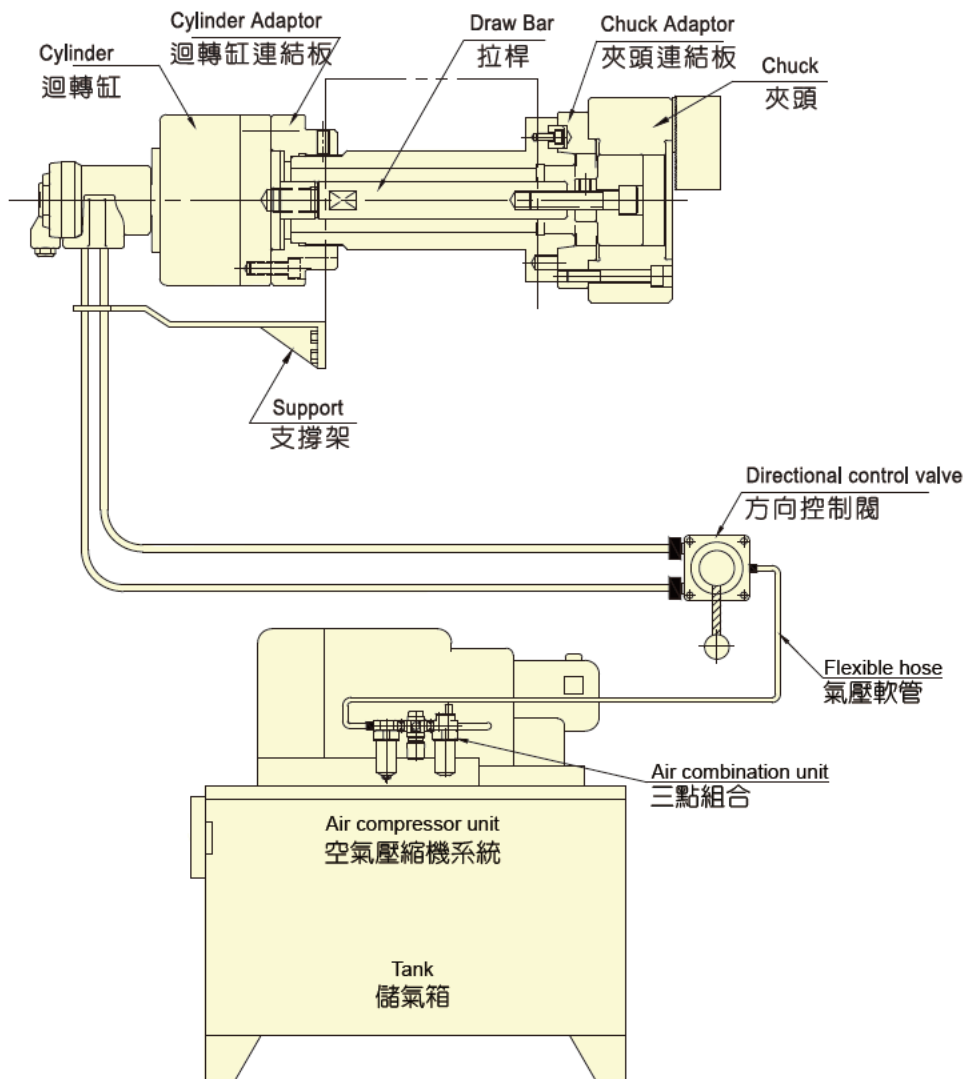 Cylinder
迴轉缸
Cylinder Adaptor
迴轉缸連結板
Draw Bar
拉桿
Chuck Adaptor
夾頭連結板
Chuck
夾頭
Support
支撐架
Directional control valve
方向控制閥
Flexible hose
氣壓軟管
Air combination unit
三點組合
Air compressor unit
空氣壓縮機系統
Tank
儲氣箱